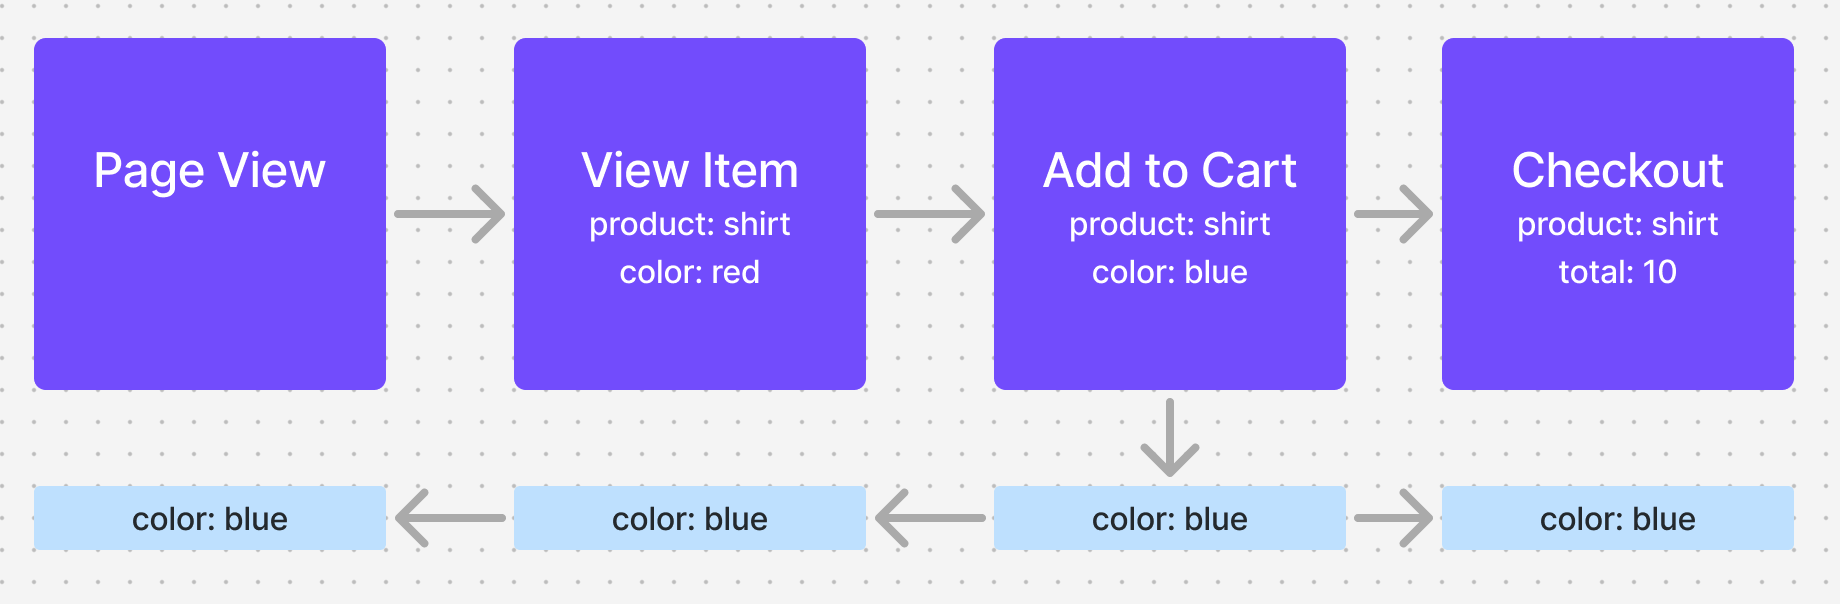 Page View
View Item
product: shirt
color: red
Add to Cart
product: shirt
color: blue
Checkout
product: shirt
total: 10
color: blue
color: blue
color: blue
color: blue